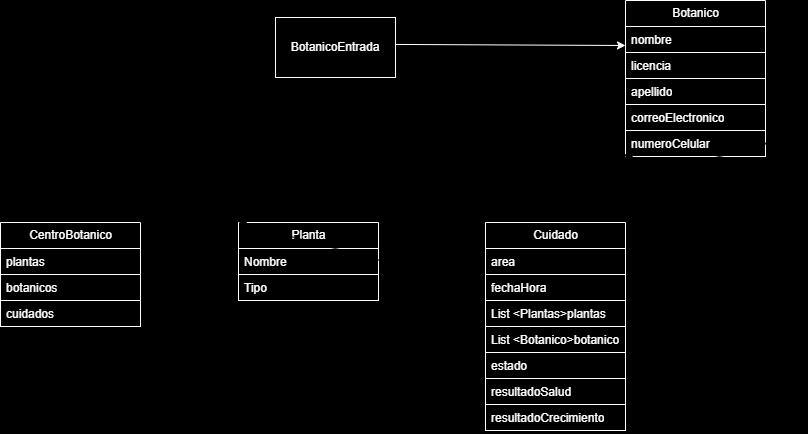 Botanico
BotanicoEntrada
nombre
licencia
apellido
correoElectronico
numeroCelular
CentroBotanico
plantas
botanicos
cuidados
Planta
Nombre
Tipo
Cuidado
area
fechaHora
List <Plantas>plantas
List <Botanico>botanico
estado
resultadoSalud
resultadoCrecimiento